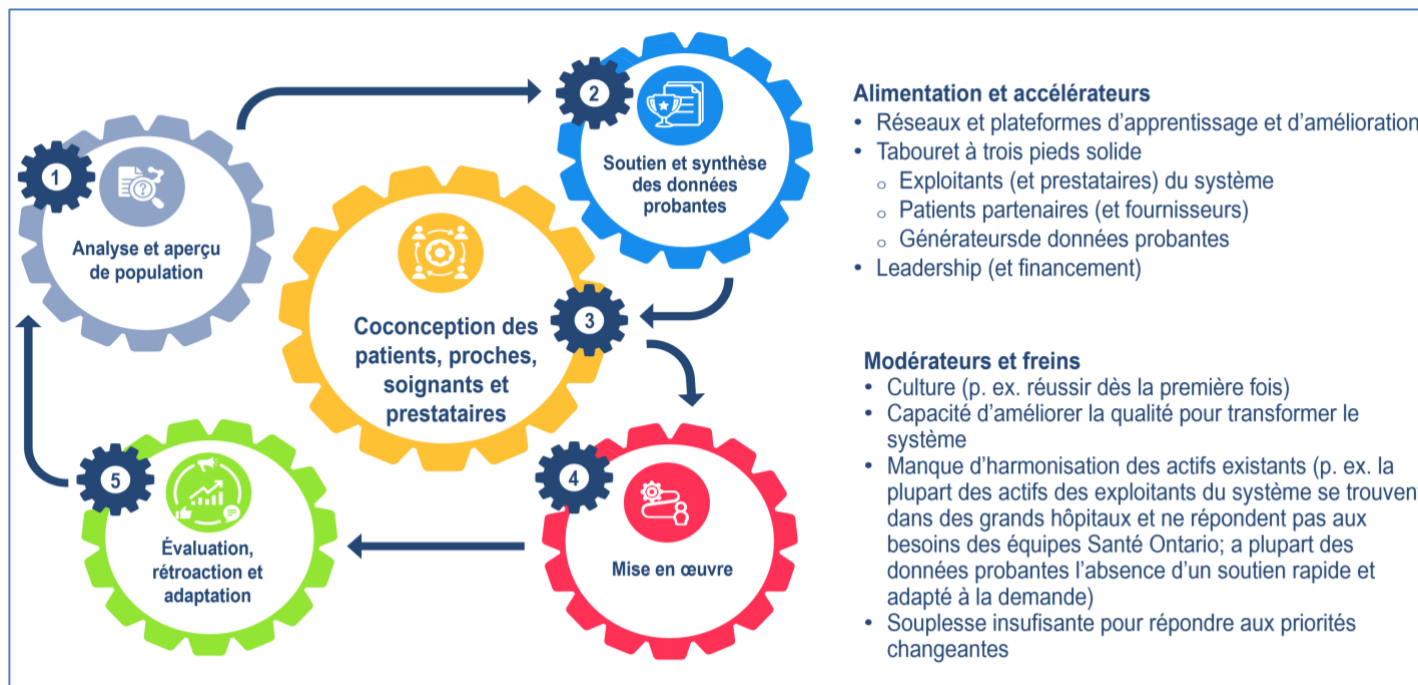 1
Analyse et aperçu
de population
2
Soutien et synthèse
des données
probantes
3
Coconception des
patients, proches,
soignants et
prestataires
4
Mise en œuvre
5
Évaluation,
rétroaction et
adaptation
Alimentation et accélérateurs
• Réseaux et plateformes d’apprentissage et d’amélioration
• Tabouret à trois pieds solide
o Exploitants (et prestataires) du système
o Patients partenaires (et fournisseurs)
o Générateursde données probantes
• Leadership (et financement)
Modérateurs et freins
• Culture (p. ex. réussir dès la première fois)
• Capacité d’améliorer la qualité pour transformer le
système
• Manque d’harmonisation des actifs existants (p. ex. la
plupart des actifs des exploitants du système se trouven
dans des grands hôpitaux et ne répondent pas aux
besoins des équipes Santé Ontario; a plupart des
données probantes l’absence d’un soutien rapide et
adapté à la demande)
• Souplesse insufisante pour répondre aux priorités
changeantes